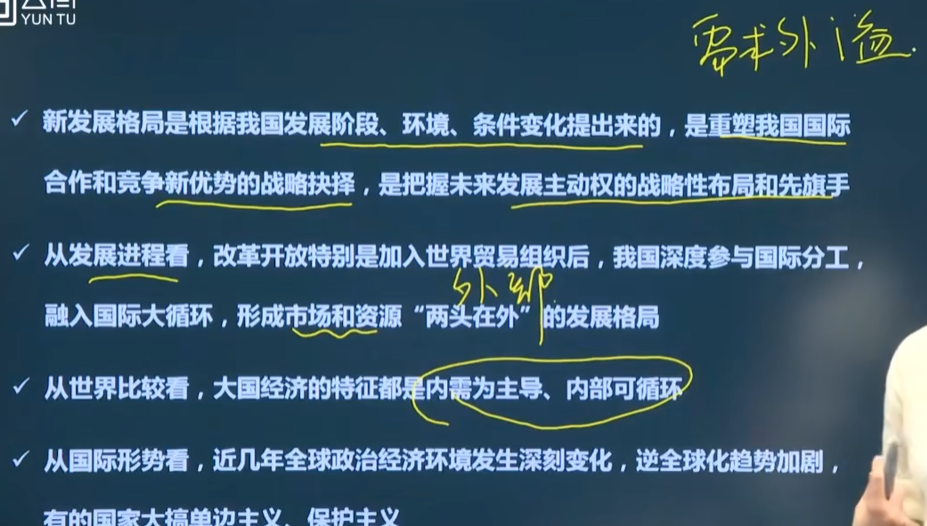 YUN TU
需求外溢
新发展格局是根据我国发展阶段、环境、条件变化提出来的，是重塑我国国际
合作和竞争新优势的战略抉择，是把握未来发展主动权的战略性布局和先旗手
从发展进程看，改革开放特别是加入世界贸易组织后，我国深度参与国际分工，
外部
融入国际大循环，形成市场和资源“两头在外”的发展格局
从世界比较看，大国经济的特征都是内需为主导、内部可循环
从国际形势看，近几年全球政治经济环境发生深刻变化，逆全球化趋势加剧，
有的国家大搞单边主义、保护主义